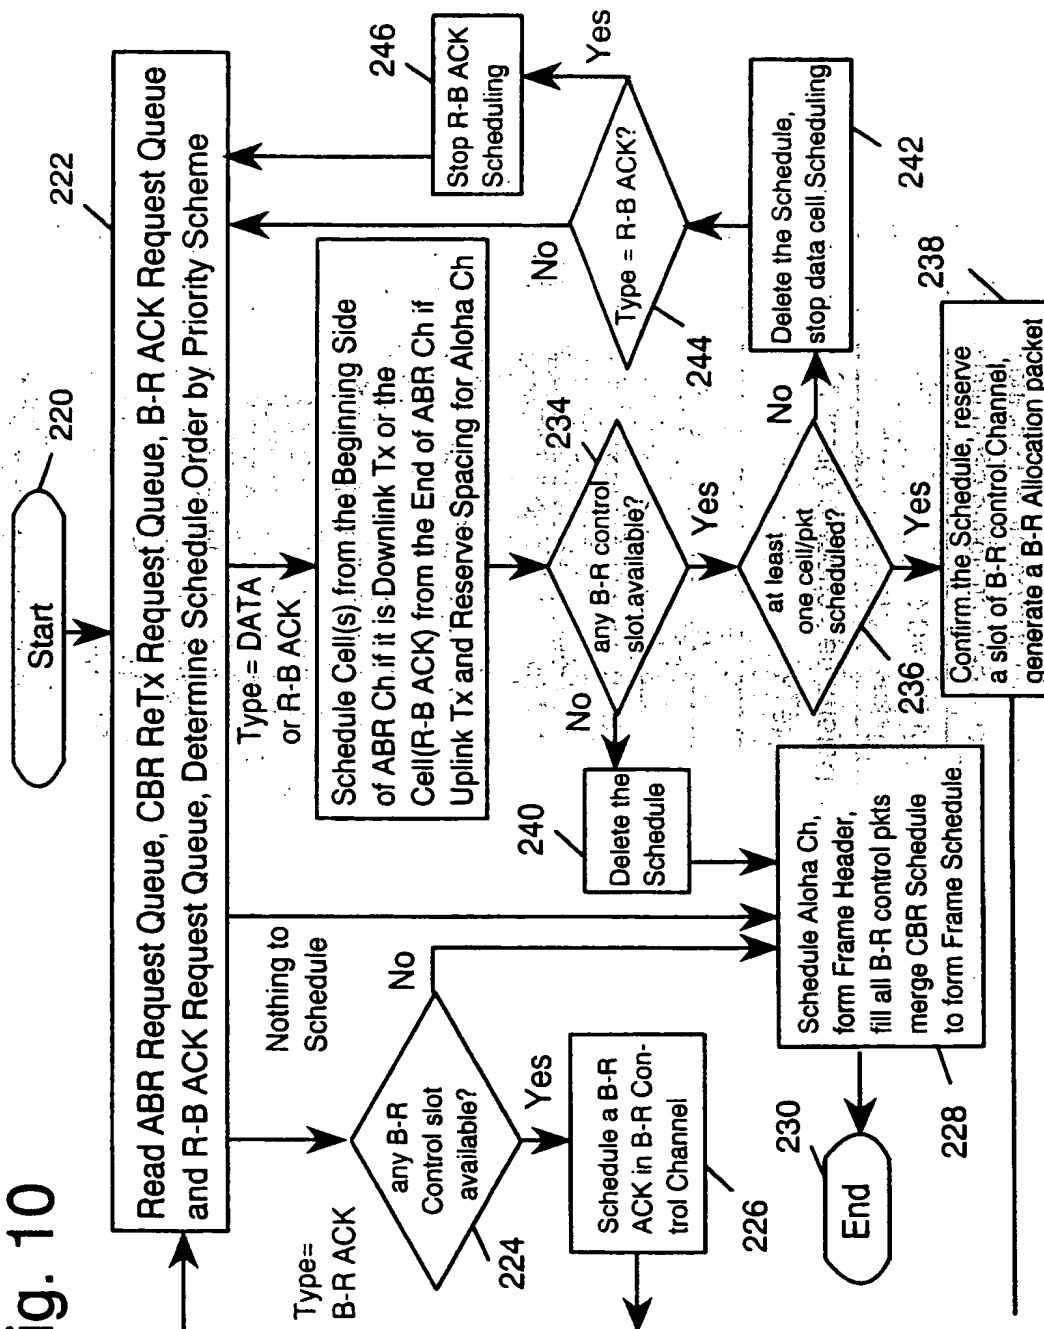 ig. 10
Start
220
222
Read ABR Request Queue, CBR ReTx Request Queue, B-R ACK Request Queue
and R-B ACK Request Queue, Determine Schedule Order by Priority Scheme
Type=
B-R ACK
Nothing to
Schedule
Type = DATA
or R-B ACK
any B-R
Control slot
available?
224
No
Yes
Schedule a B-R
ACK in B-R Con-
trol Channel
226
Schedule Cell(s) from the Beginning Side
of ABR Ch.if it is Downlink Tx or the
Cell(R-B ACK) from the End of ABR Ch if
Uplink Tx and Reserve Spacing for Aloha Ch
any B-R control
slot available?
234
No
Yes
240
Delete the
Schedule
at least
one cell/pkt
scheduled?
236
No
Yes
Schedule Aloha Ch,
form Frame Header,
fill all B-R control pkts
merge CBR Schedule
to form Frame Schedule
228
230
End
Confirm the Schedule, reserve
a slot of B-R control Channel,
generate a B-R Allocation packet
238
Delete the Schedule,
stop data cell Scheduling
242
Type = R-B ACK?
244
No
Yes
Stop R-B ACK
Scheduling
246